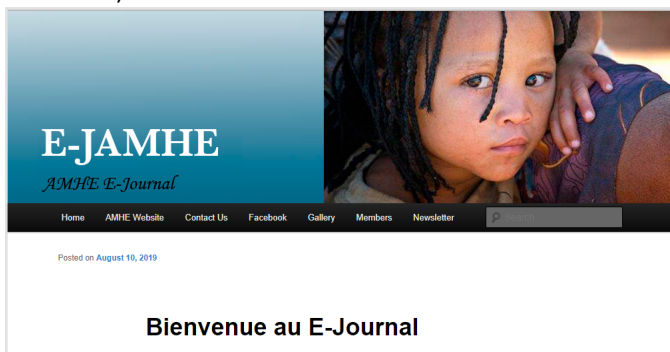 E-JAMHE
AMHE E-Journal
Home AMHE Website Contact Us Facebook Gallery Members Newsletter Search
Posted on August 10, 2019
Bienvenue au E-Journal